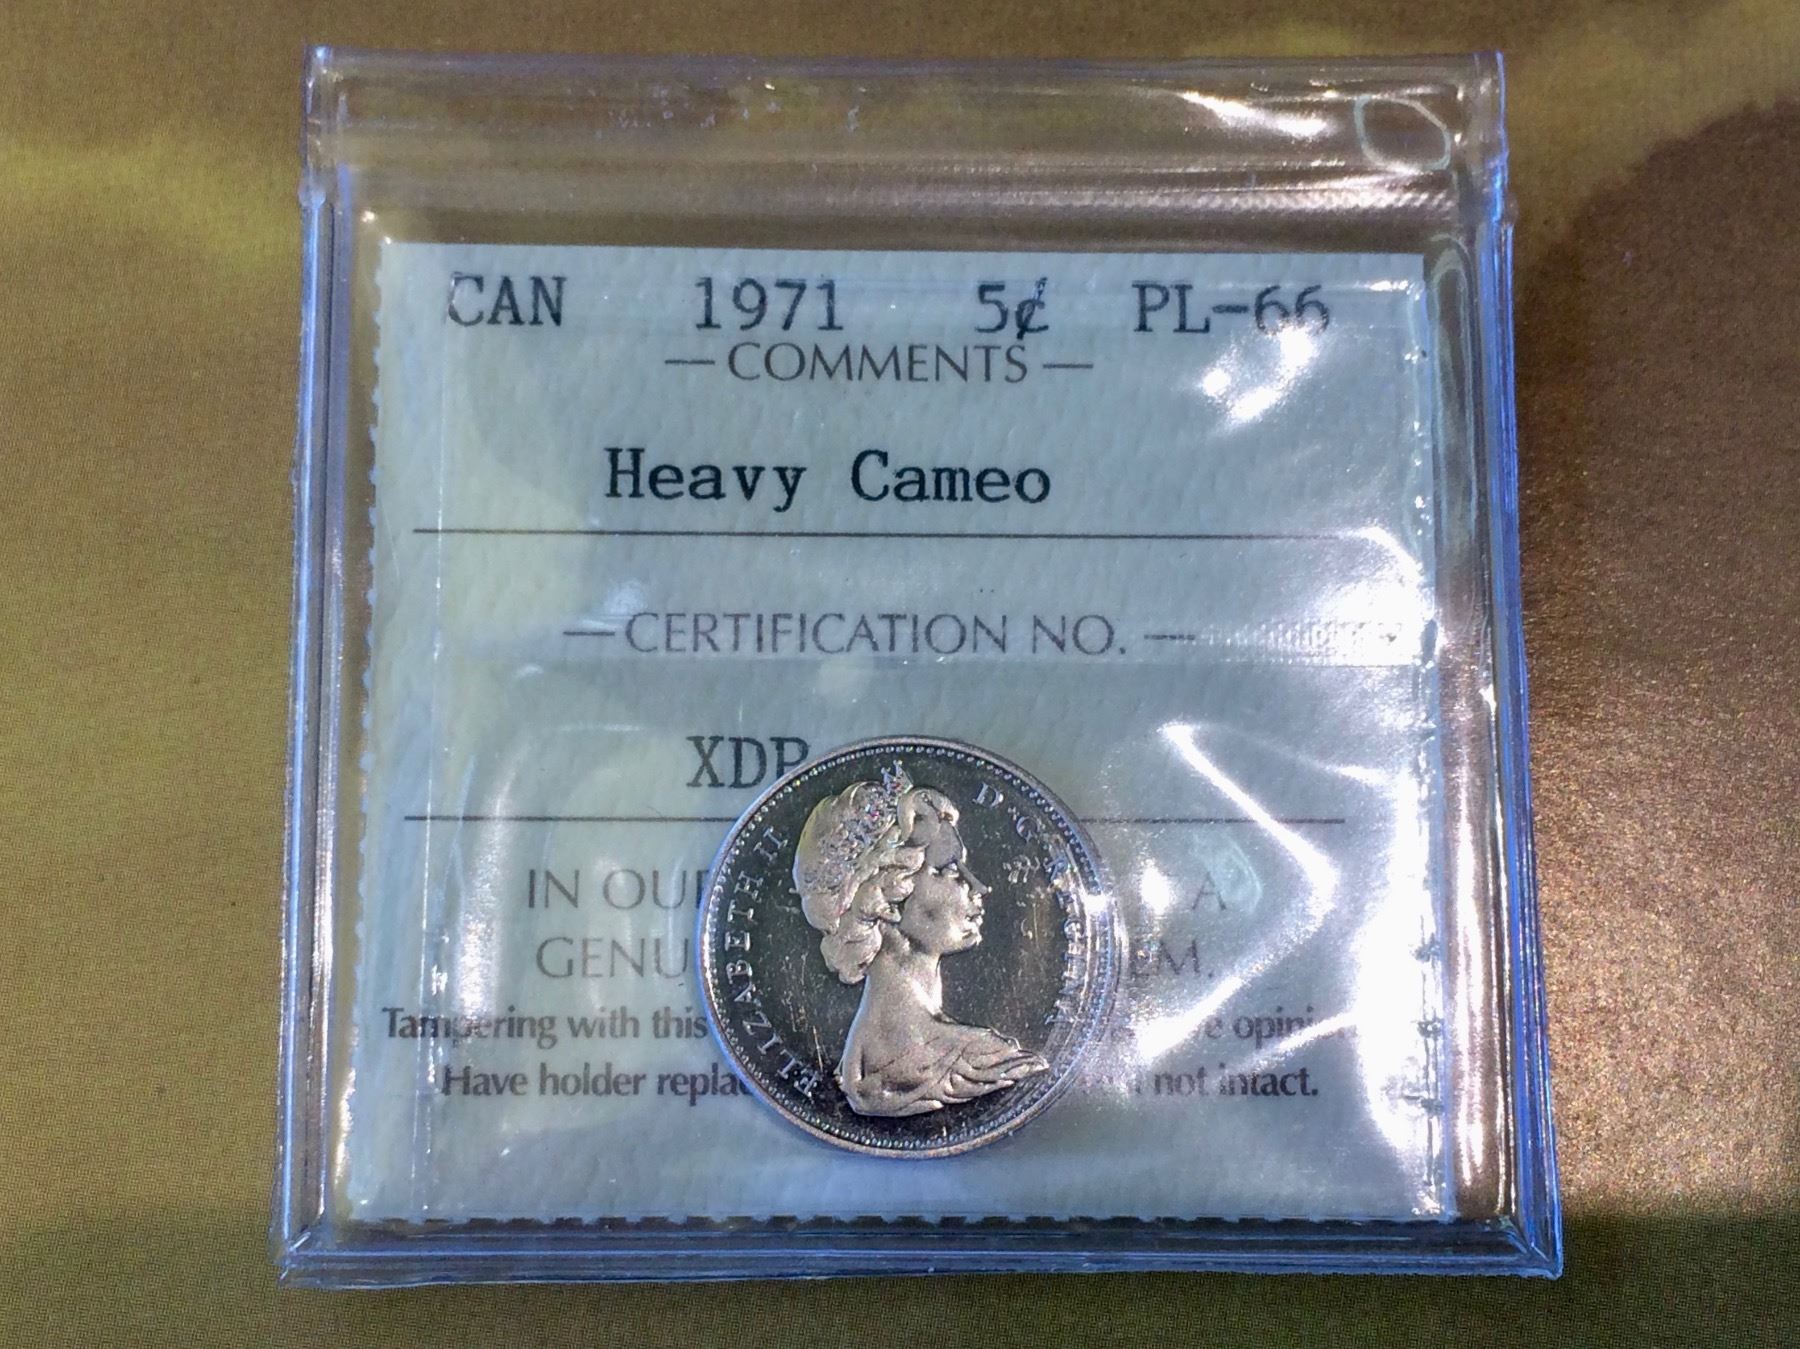 CAN 1971 5¢ PL-66
— COMMENTS —
Heavy Cameo
— CERTIFICATION NO. —
XDP
IN OUR A
GENU EM.
Tampering with this opini
Have holder replac not intact.
ELIZABETH II D·G·REGINA